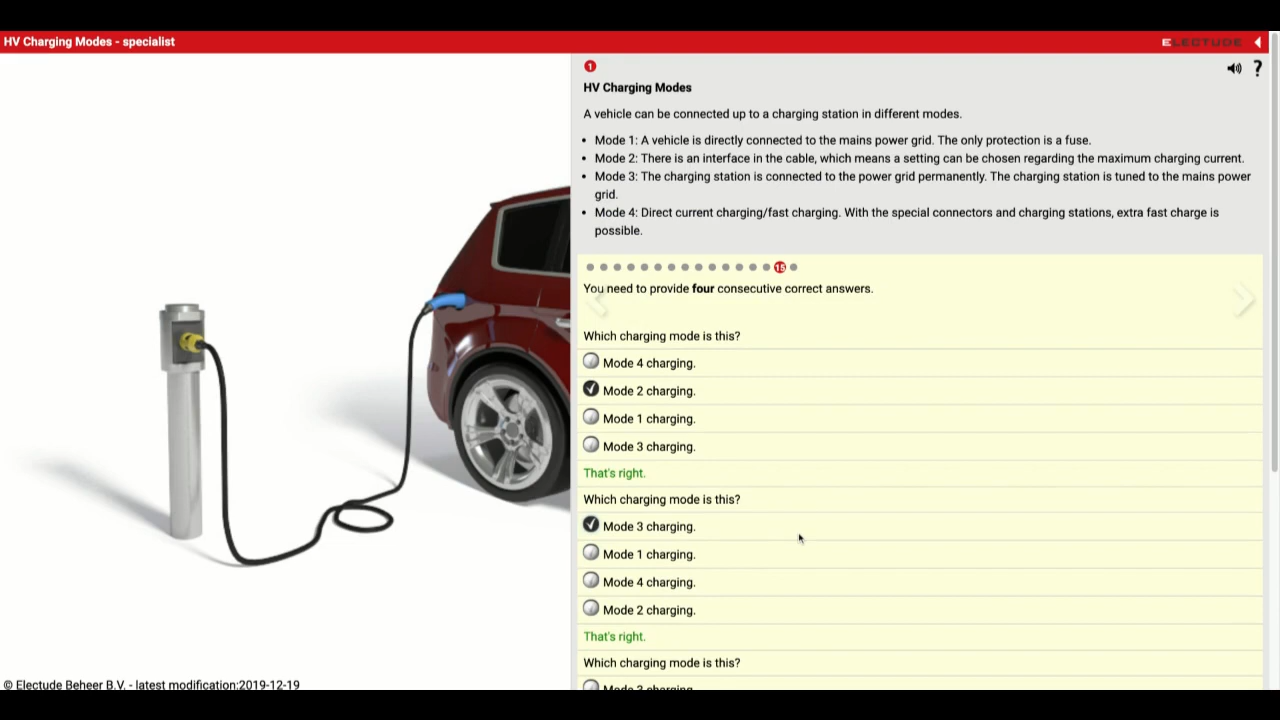 HV Charging Modes - specialist
ELECTUDE
1
?
HV Charging Modes
A vehicle can be connected up to a charging station in different modes.
• Mode 1: A vehicle is directly connected to the mains power grid. The only protection is a fuse.
• Mode 2: There is an interface in the cable, which means a setting can be chosen regarding the maximum charging current.
• Mode 3: The charging station is connected to the power grid permanently. The charging station is tuned to the mains power
grid.
• Mode 4: Direct current charging/fast charging. With the special connectors and charging stations, extra fast charge is
possible.
15
You need to provide four consecutive correct answers.
Which charging mode is this?
Mode 4 charging.
Mode 2 charging.
Mode 1 charging.
Mode 3 charging.
That's right.
Which charging mode is this?
Mode 3 charging.
Mode 1 charging.
Mode 4 charging.
Mode 2 charging.
That's right.
Which charging mode is this?
© Electude Beheer B.V. - latest modification:2019-12-19